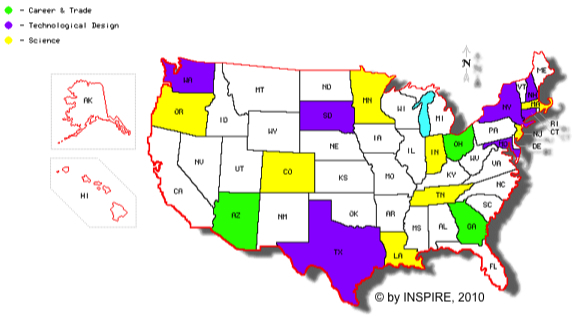 - Career & Trade
- Technological Design
- Science
N
ME
WA
MT
ND
MN
VT
NH
AK
OR
ID
SD
WI
MI
NY
MA
RI
CT
WY
IA
PA
NJ
NE
OH
DE
NV
UT
CO
IL
IN
WV
VA
HI
CA
KS
MO
KY
NC
TN
AZ
NM
OK
AR
SC
MS
AL
GA
TX
LA
FL
© by INSPIRE, 2010